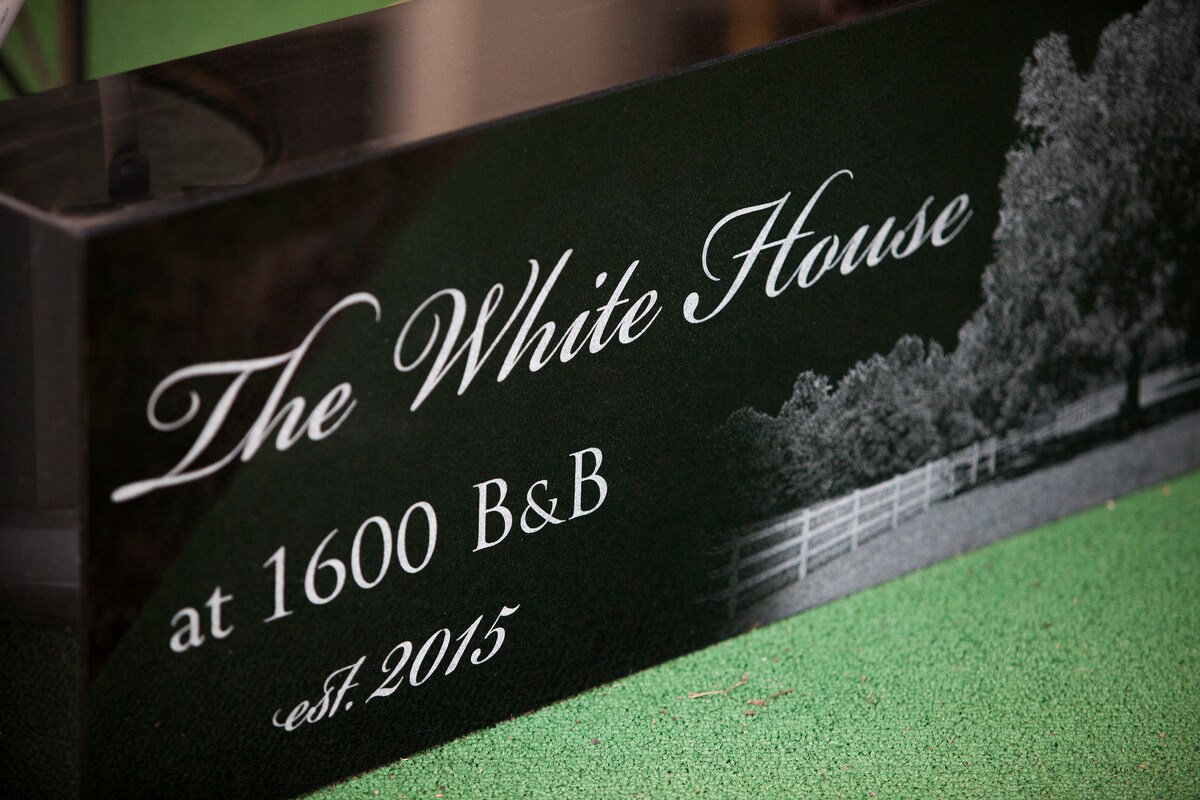 The White House
at 1600 B&B
est. 2015